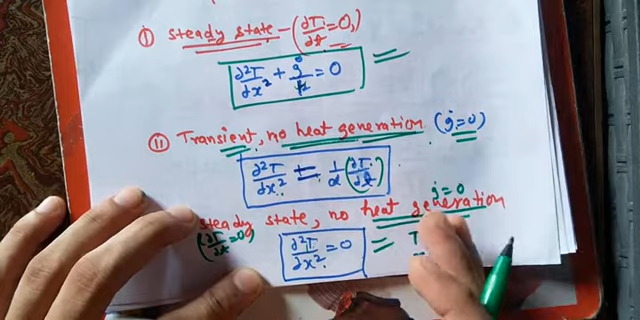 ① steady state - (∂T/∂t = 0,)
∂²T/∂x² + ġ/k = 0
② Transient, no heat generation (ġ = 0)
∂²T/∂x² = 1/α (∂T/∂t)
ġ = 0
steady state, no heat generation
(∂T/∂x = 0)
∂²T/∂x² = 0
T